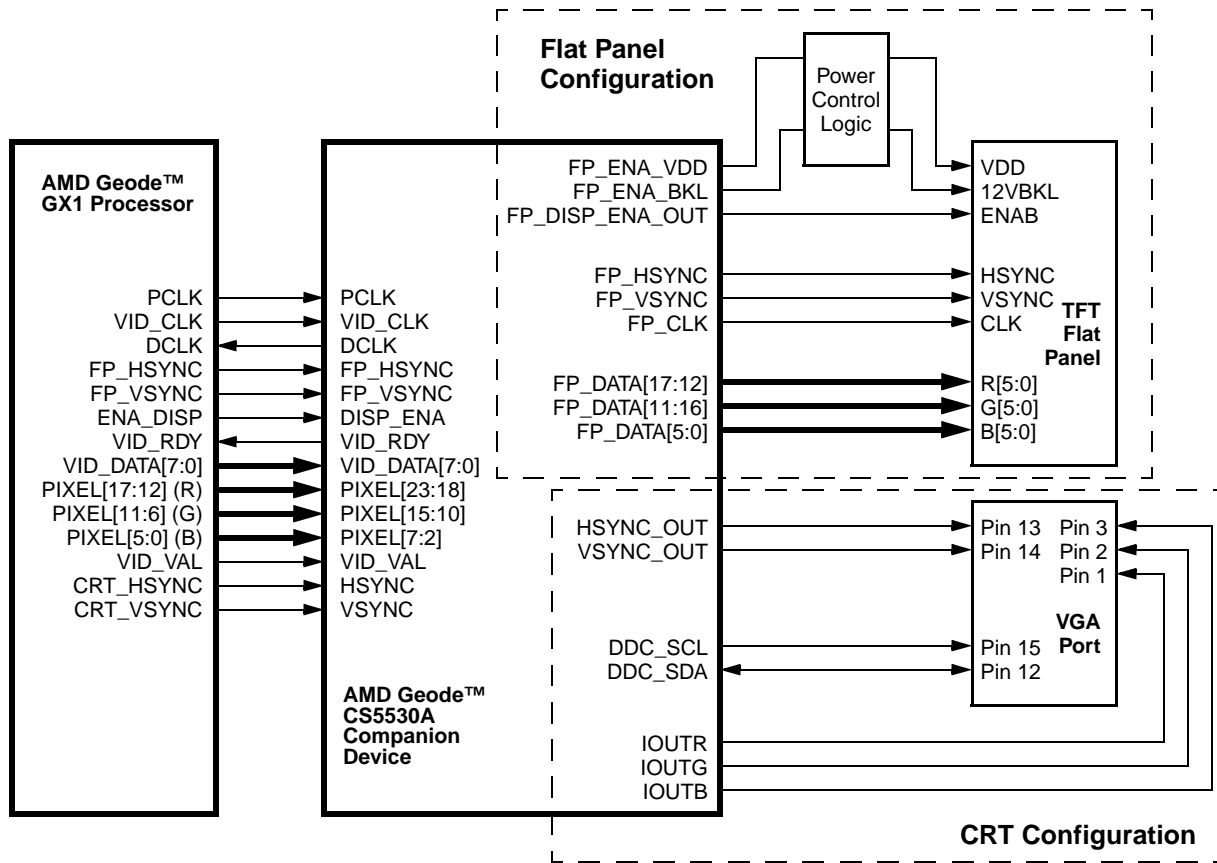 Flat Panel
Configuration
Power
Control
Logic
AMD Geode™
GX1 Processor
PCLK
VID_CLK
DCLK
FP_HSYNC
FP_VSYNC
ENA_DISP
VID_RDY
VID_DATA[7:0]
PIXEL[17:12] (R)
PIXEL[11:6] (G)
PIXEL[5:0] (B)
VID_VAL
CRT_HSYNC
CRT_VSYNC
PCLK
VID_CLK
DCLK
FP_HSYNC
FP_VSYNC
DISP_ENA
VID_RDY
VID_DATA[7:0]
PIXEL[23:18]
PIXEL[15:10]
PIXEL[7:2]
VID_VAL
HSYNC
VSYNC
AMD Geode™
CS5530A
Companion
Device
FP_ENA_VDD
FP_ENA_BKL
FP_DISP_ENA_OUT
FP_HSYNC
FP_VSYNC
FP_CLK
FP_DATA[17:12]
FP_DATA[11:16]
FP_DATA[5:0]
HSYNC_OUT
VSYNC_OUT
DDC_SCL
DDC_SDA
IOUTR
IOUTG
IOUTB
VDD
12VBKL
ENAB
HSYNC
VSYNC
CLK
TFT
Flat
Panel
R[5:0]
G[5:0]
B[5:0]
Pin 13 Pin 3
Pin 14 Pin 2
Pin 1
VGA
Port
Pin 15
Pin 12
CRT Configuration